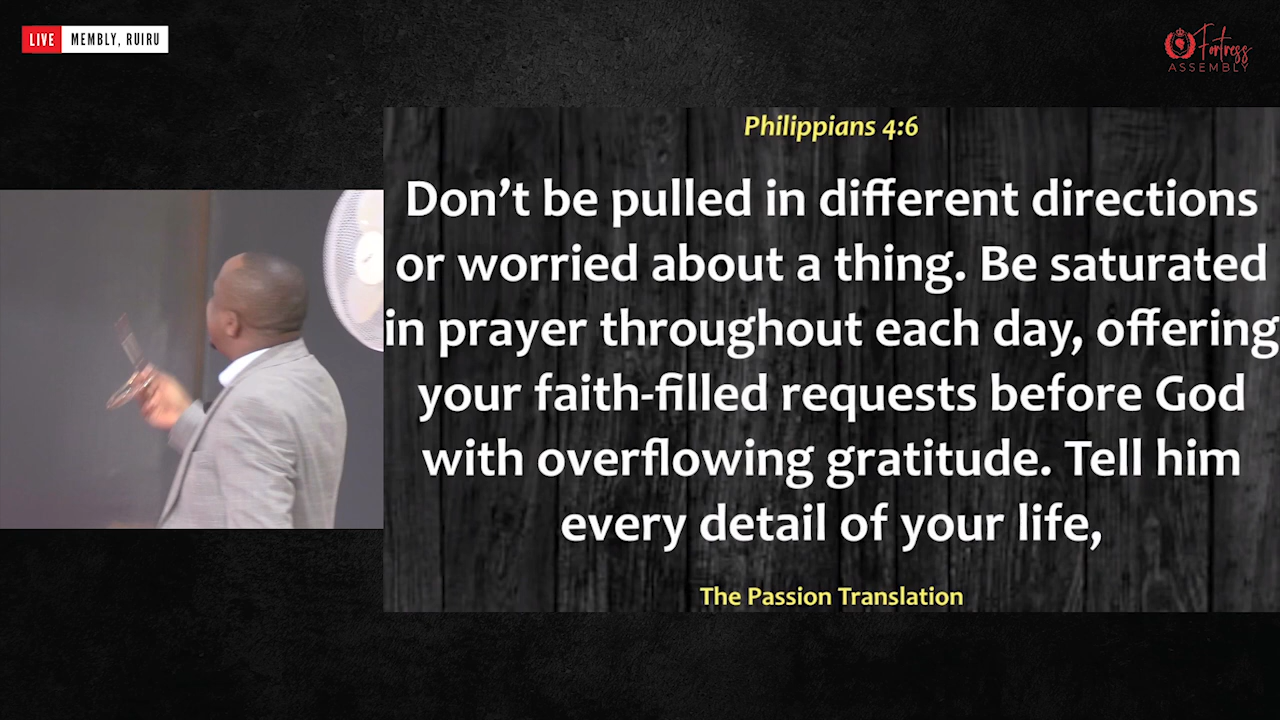 LIVE MEMBLY, RUIRU
Fortress
ASSEMBLY
Philippians 4:6
Don’t be pulled in different directions
or worried about a thing. Be saturated
in prayer throughout each day, offering
your faith-filled requests before God
with overflowing gratitude. Tell him
every detail of your life,
The Passion Translation